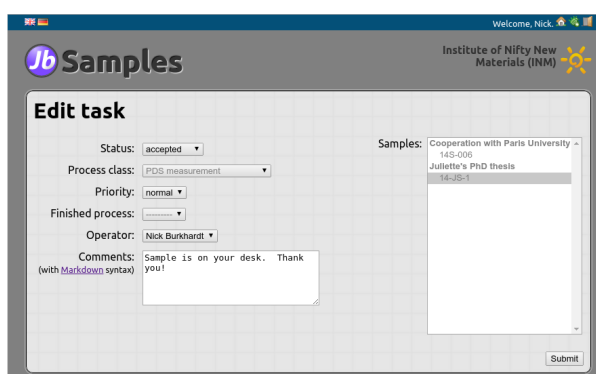 Welcome, Nick.
Jb Samples
Institute of Nifty New
Materials (INM)
Edit task
Status: accepted
Process class: PDS measurement
Priority: normal
Finished process: ---------
Operator: Nick Burkhardt
Comments:
(with Markdown syntax)
Sample is on your desk.  Thank
you!
Samples:
Cooperation with Paris University
14S-006
Juliette's PhD thesis
14-JS-1
Submit